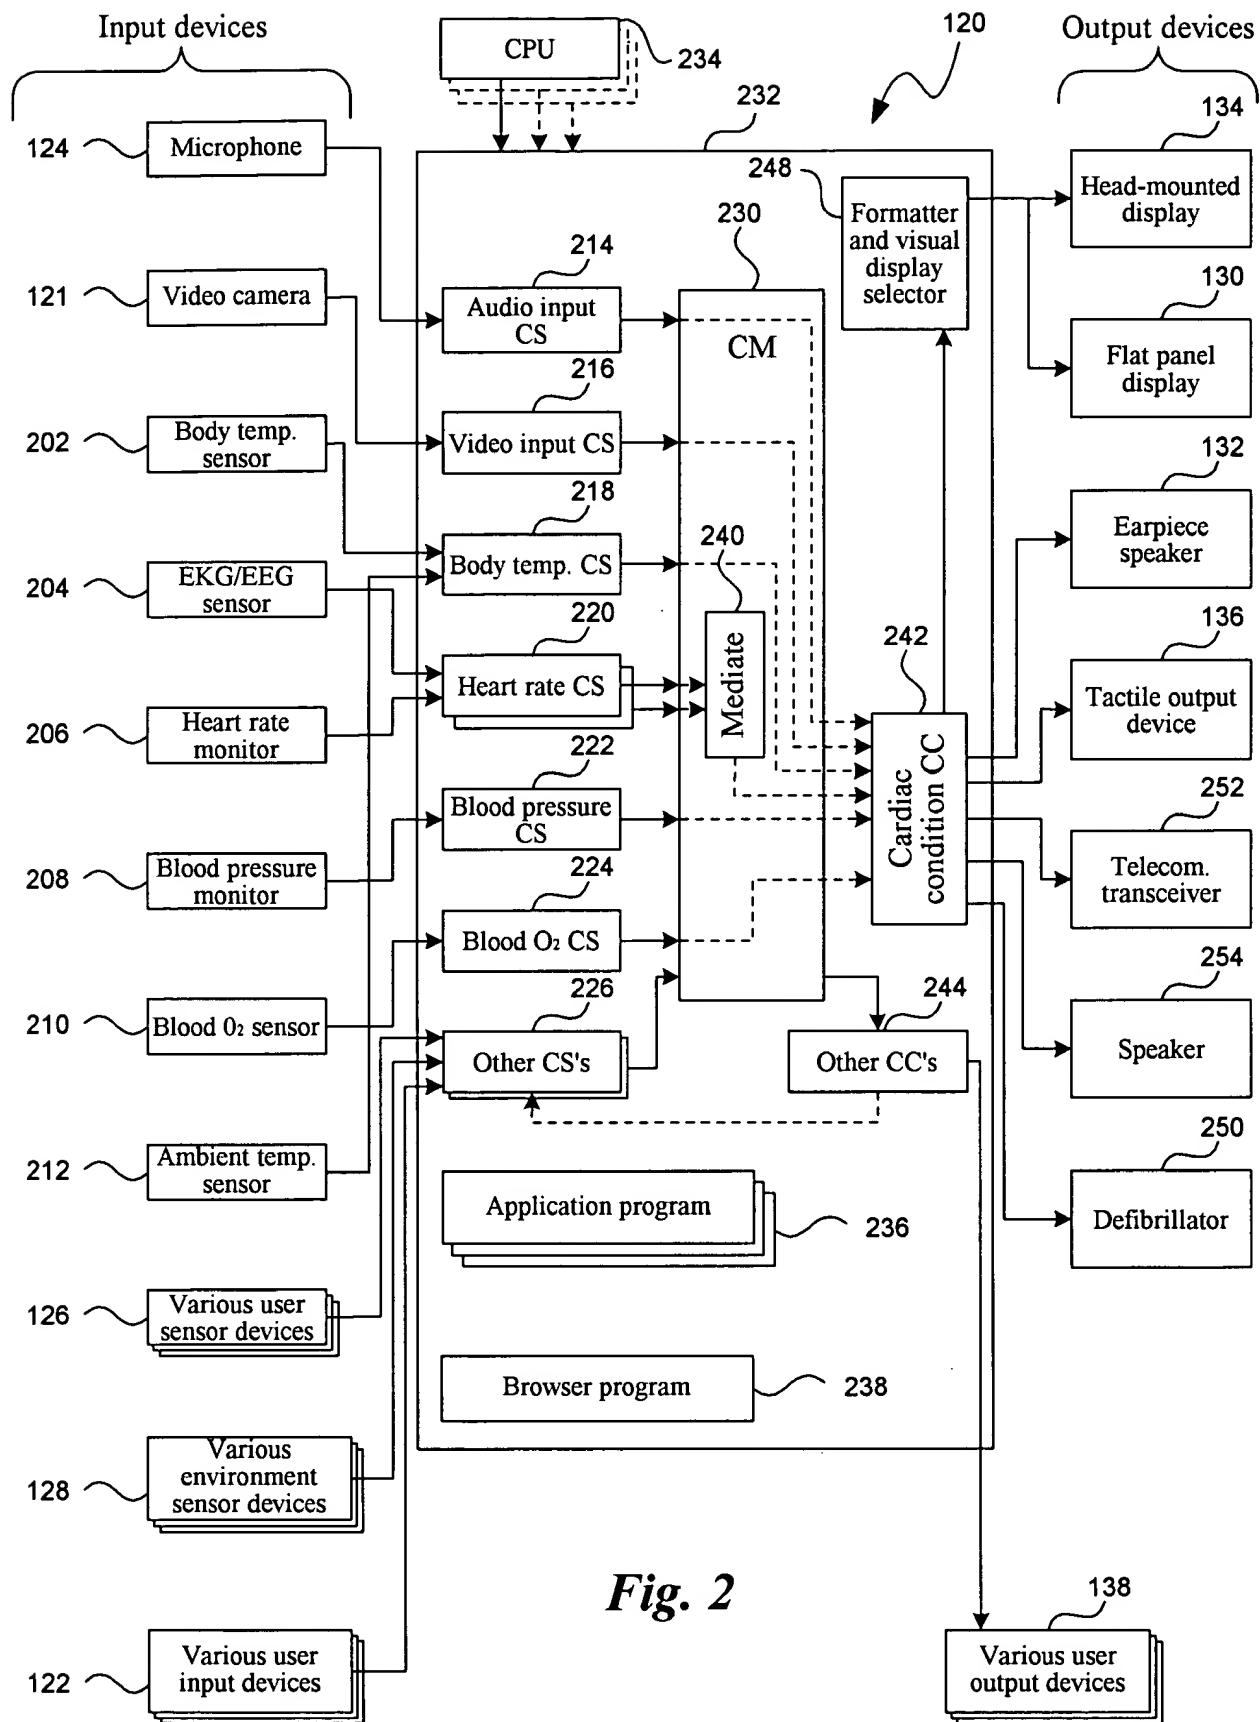 Input devices
CPU
234
120
Output devices
124
Microphone
232
134
Head-mounted
display
248
Formatter
and visual
display
selector
230
214
Audio input
CS
CM
121
Video camera
130
Flat panel
display
216
Video input CS
202
Body temp.
sensor
132
Earpiece
speaker
218
Body temp. CS
240
Mediate
204
EKG/EEG
sensor
220
Heart rate CS
242
Cardiac
condition CC
136
Tactile output
device
206
Heart rate
monitor
222
Blood pressure
CS
252
Telecom.
transceiver
208
Blood pressure
monitor
224
Blood O2 CS
254
Speaker
210
Blood O2 sensor
226
Other CS's
244
Other CC's
212
Ambient temp.
sensor
250
Defibrillator
Application program
236
126
Various user
sensor devices
Browser program
238
128
Various
environment
sensor devices
Fig. 2
138
122
Various user
input devices
Various user
output devices